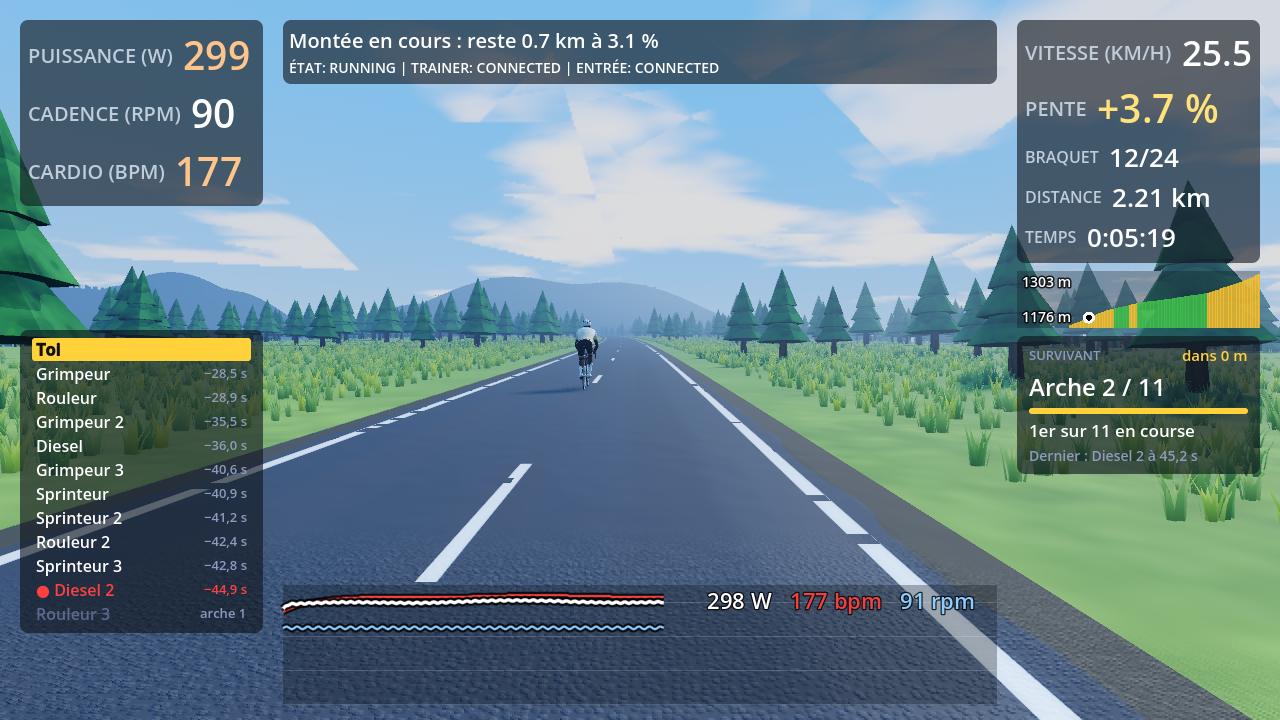 PUISSANCE (W) 299
CADENCE (RPM) 90
CARDIO (BPM) 177
Montée en cours : reste 0.7 km à 3.1 %
ÉTAT: RUNNING | TRAINER: CONNECTED | ENTRÉE: CONNECTED
VITESSE (KM/H) 25.5
PENTE +3.7 %
BRAQUET 12/24
DISTANCE 2.21 km
TEMPS 0:05:19
1303 m
1176 m
SURVIVANT dans 0 m
Arche 2 / 11
1er sur 11 en course
Dernier : Diesel 2 à 45,2 s
Toi
Grimpeur −28,5 s
Rouleur −28,9 s
Grimpeur 2 −35,5 s
Diesel −36,0 s
Grimpeur 3 −40,6 s
Sprinteur −40,9 s
Sprinteur 2 −41,2 s
Rouleur 2 −42,4 s
Sprinteur 3 −42,8 s
Diesel 2 −44,9 s
Rouleur 3 arche 1
298 W 177 bpm 91 rpm